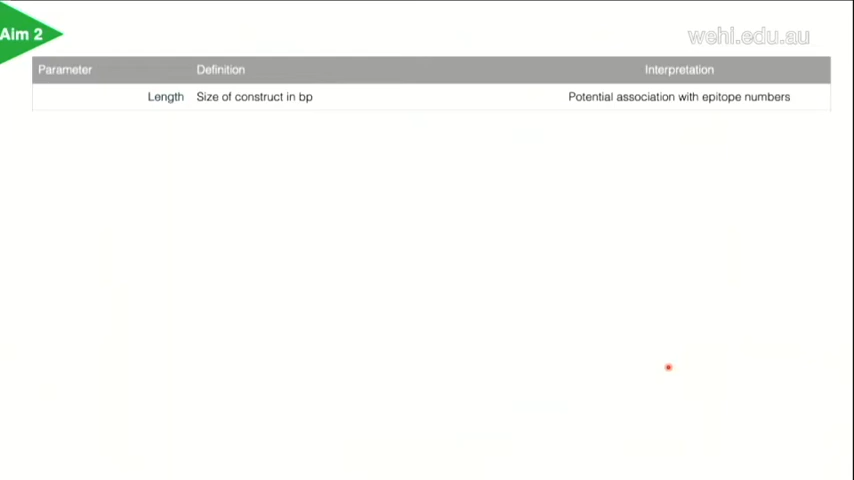 Aim 2
wehi.edu.au
Parameter Definition Interpretation
Length Size of construct in bp Potential association with epitope numbers